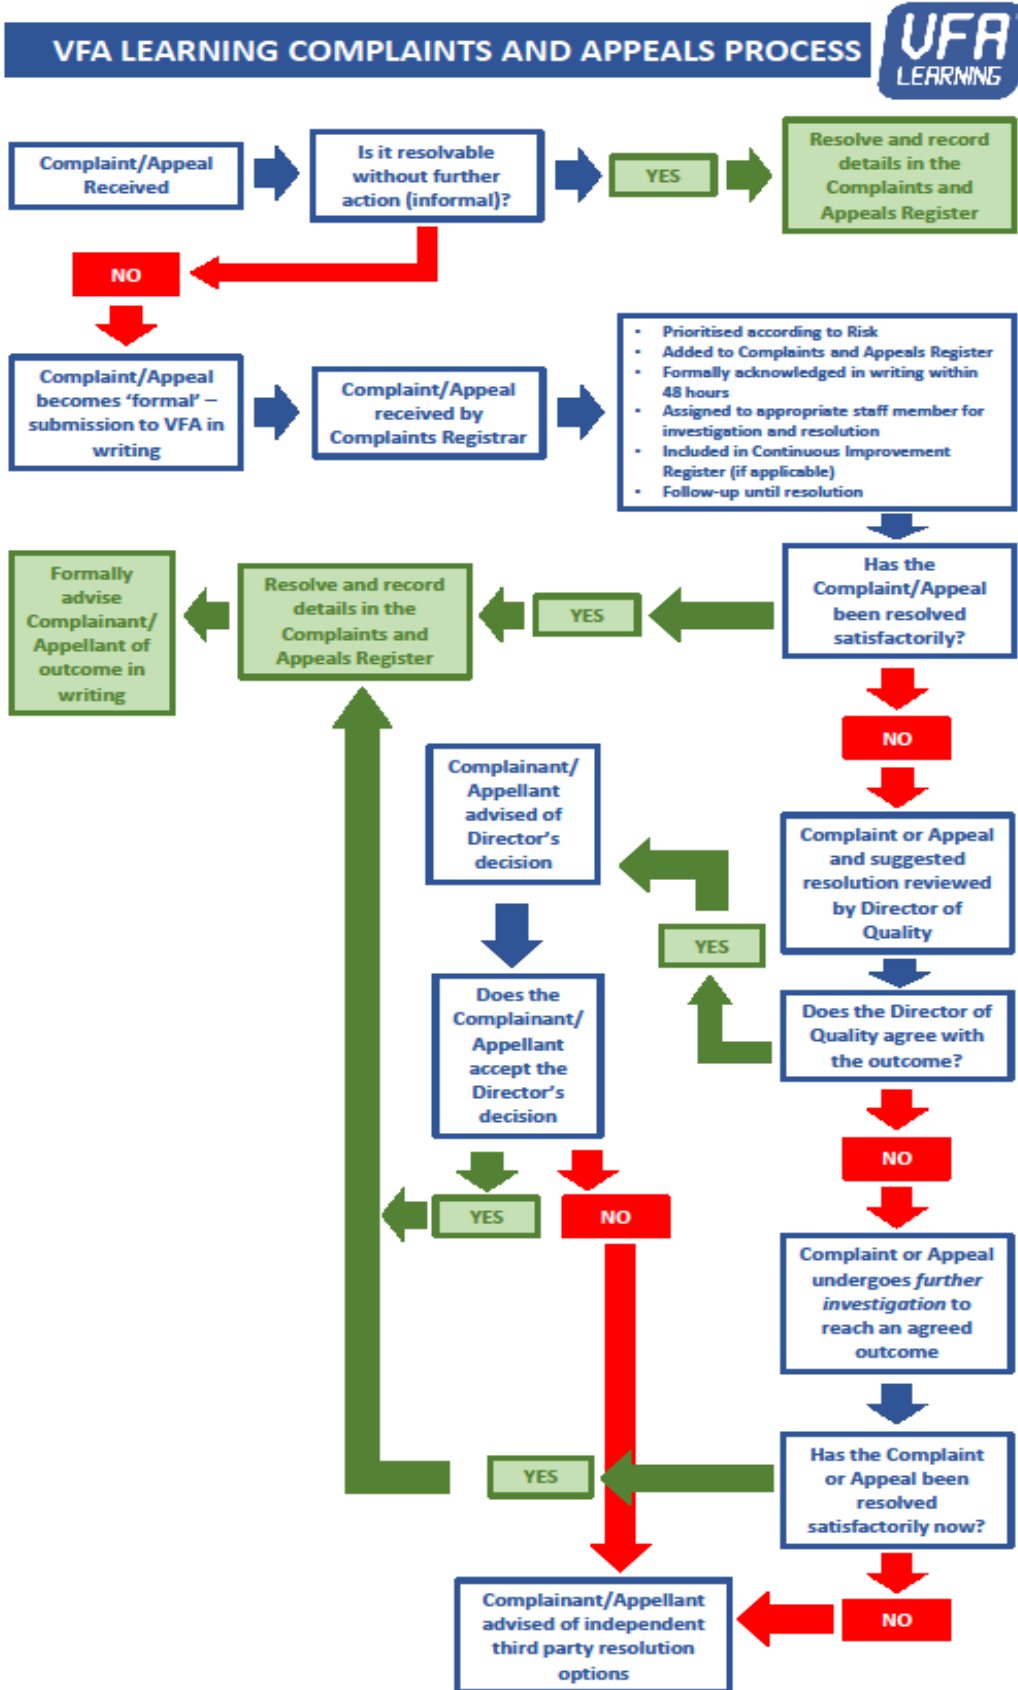 VFA LEARNING COMPLAINTS AND APPEALS PROCESS
VFA
LEARNING
Complaint/Appeal
Received
Is it resolvable
without further
action (informal)?
YES
Resolve and record
details in the
Complaints and
Appeals Register
NO
Complaint/Appeal
becomes ‘formal’ –
submission to VFA in
writing
Complaint/Appeal
received by
Complaints Registrar
• Prioritised according to Risk
• Added to Complaints and Appeals Register
• Formally acknowledged in writing within
48 hours
• Assigned to appropriate staff member for
investigation and resolution
• Included in Continuous Improvement
Register (if applicable)
• Follow-up until resolution
Has the
Complaint/Appeal
been resolved
satisfactorily?
YES
Resolve and record
details in the
Complaints and
Appeals Register
Formally
advise
Complainant/
Appellant of
outcome in
writing
NO
Complaint or Appeal
and suggested
resolution reviewed
by Director of
Quality
Does the Director of
Quality agree with
the outcome?
YES
Complainant/
Appellant
advised of
Director’s
decision
Does the
Complainant/
Appellant
accept the
Director’s
decision
YES
NO
NO
Complaint or Appeal
undergoes further
investigation to
reach an agreed
outcome
Has the Complaint
or Appeal been
resolved
satisfactorily now?
YES
NO
Complainant/Appellant
advised of independent
third party resolution
options